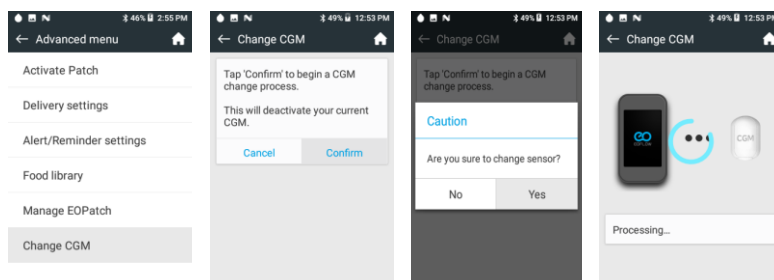 46% 2:55 PM
Advanced menu
Activate Patch
Delivery settings
Alert/Reminder settings
Food library
Manage EOPatch
Change CGM
49% 12:53 PM
Change CGM
Tap 'Confirm' to begin a CGM
change process.
This will deactivate your current
CGM.
Cancel Confirm
49% 12:53 PM
Change CGM
Tap 'Confirm' to begin a CGM
change process.
Caution
Are you sure to change sensor?
No Yes
49% 12:53 PM
Change CGM
eo
CGM
Processing...